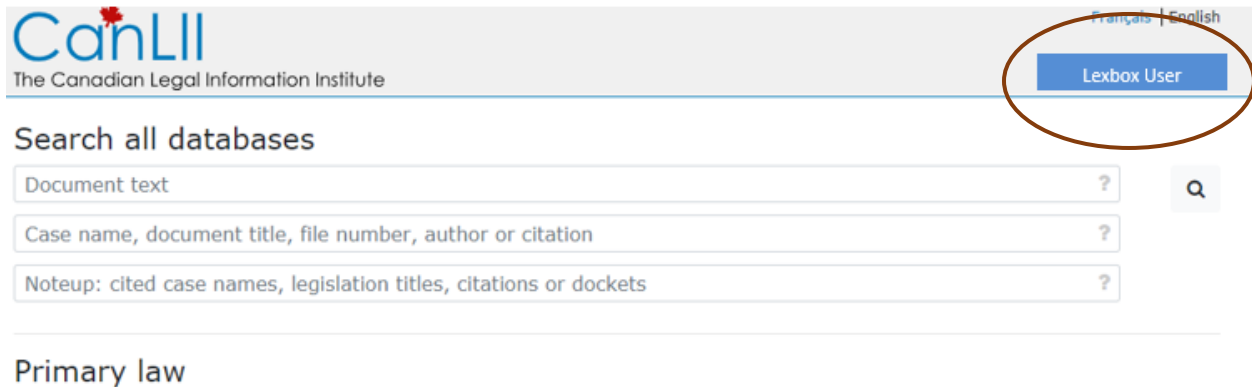 Français | English
CanLII
The Canadian Legal Information Institute
Lexbox User
Search all databases
Document text ?
Case name, document title, file number, author or citation ?
Noteup: cited case names, legislation titles, citations or dockets ?
Primary law